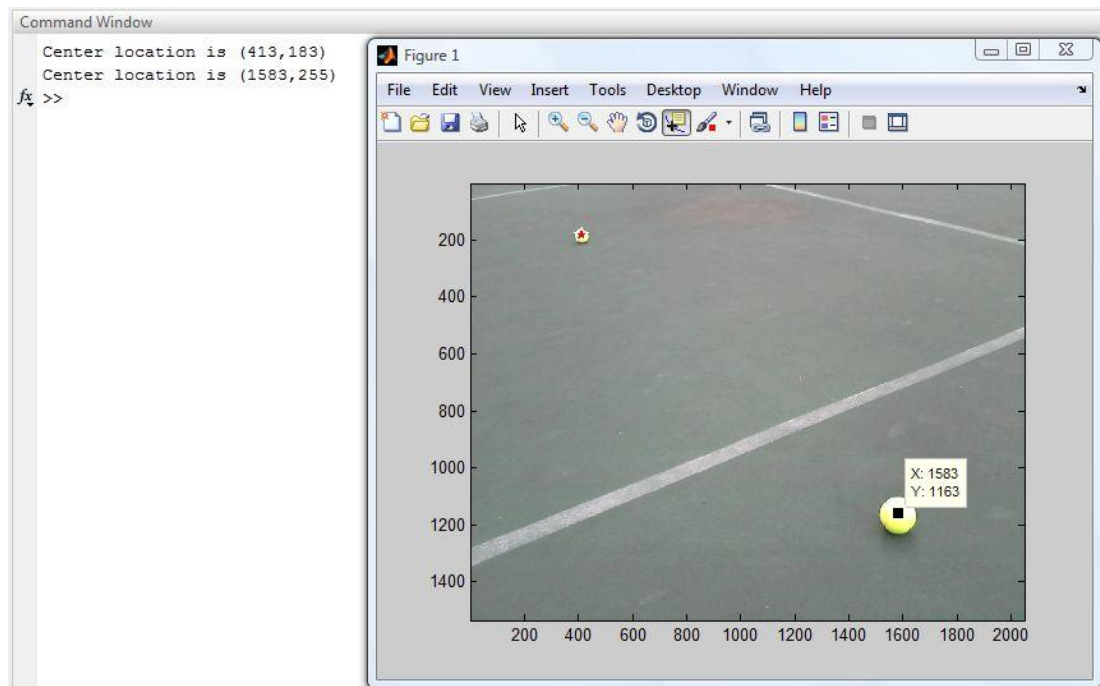 Command Window
Center location is (413,183)
Center location is (1583,255)
fx >>
Figure 1
File Edit View Insert Tools Desktop Window Help
200
400
600
800
1000
1200
1400
X: 1583
Y: 1163
200 400 600 800 1000 1200 1400 1600 1800 2000